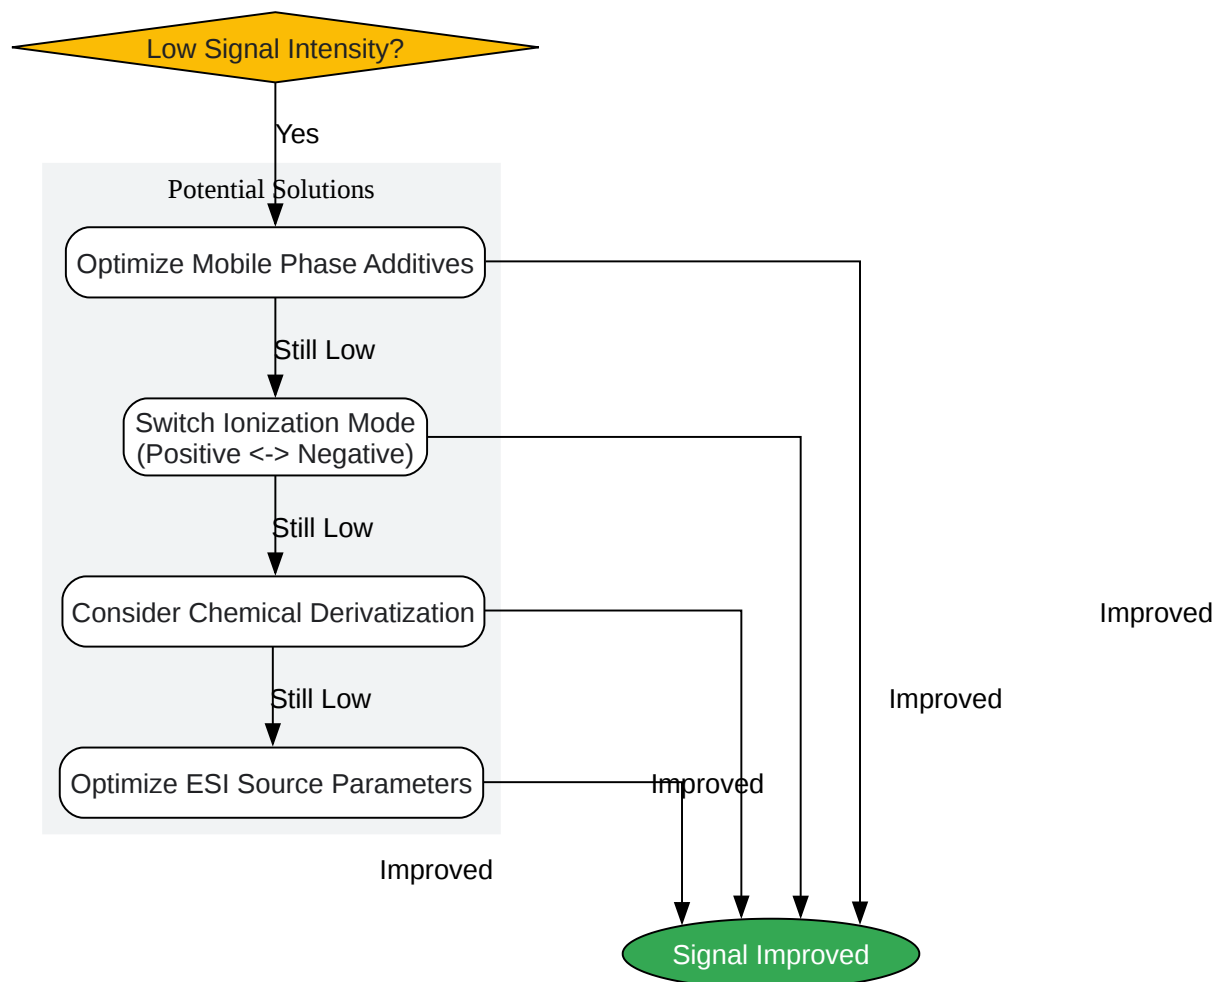 Low Signal Intensity?
Yes
Potential Solutions
Optimize Mobile Phase Additives
Still Low
Switch Ionization Mode
(Positive <-> Negative)
Still Low
Consider Chemical Derivatization
Improved
Still Low
Improved
Optimize ESI Source Parameters
Improved
Improved
Signal Improved